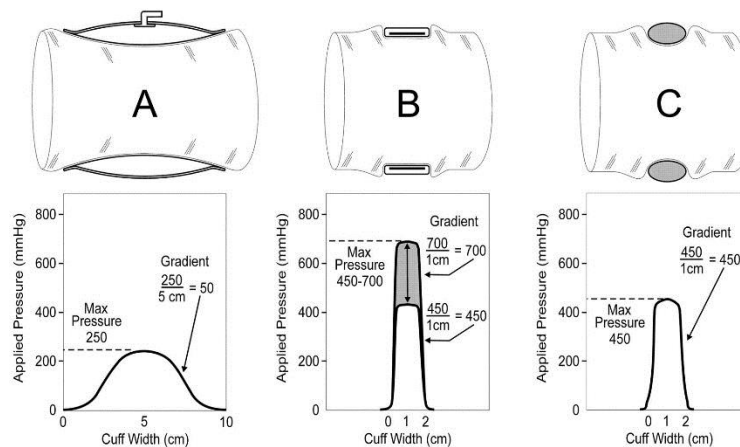 A
B
C
Applied Pressure (mmHg)
800
600
400
200
0
Max
Pressure
250
Gradient
250
5 cm
= 50
0
5
10
Cuff Width (cm)
Applied Pressure (mmHg)
800
600
400
200
0
Max
Pressure
450-700
Gradient
700
1cm
= 700
450
1cm
= 450
0 1 2
Cuff Width (cm)
Applied Pressure (mmHg)
800
600
400
200
0
Max
Pressure
450
Gradient
450
1cm
= 450
0 1 2
Cuff Width (cm)